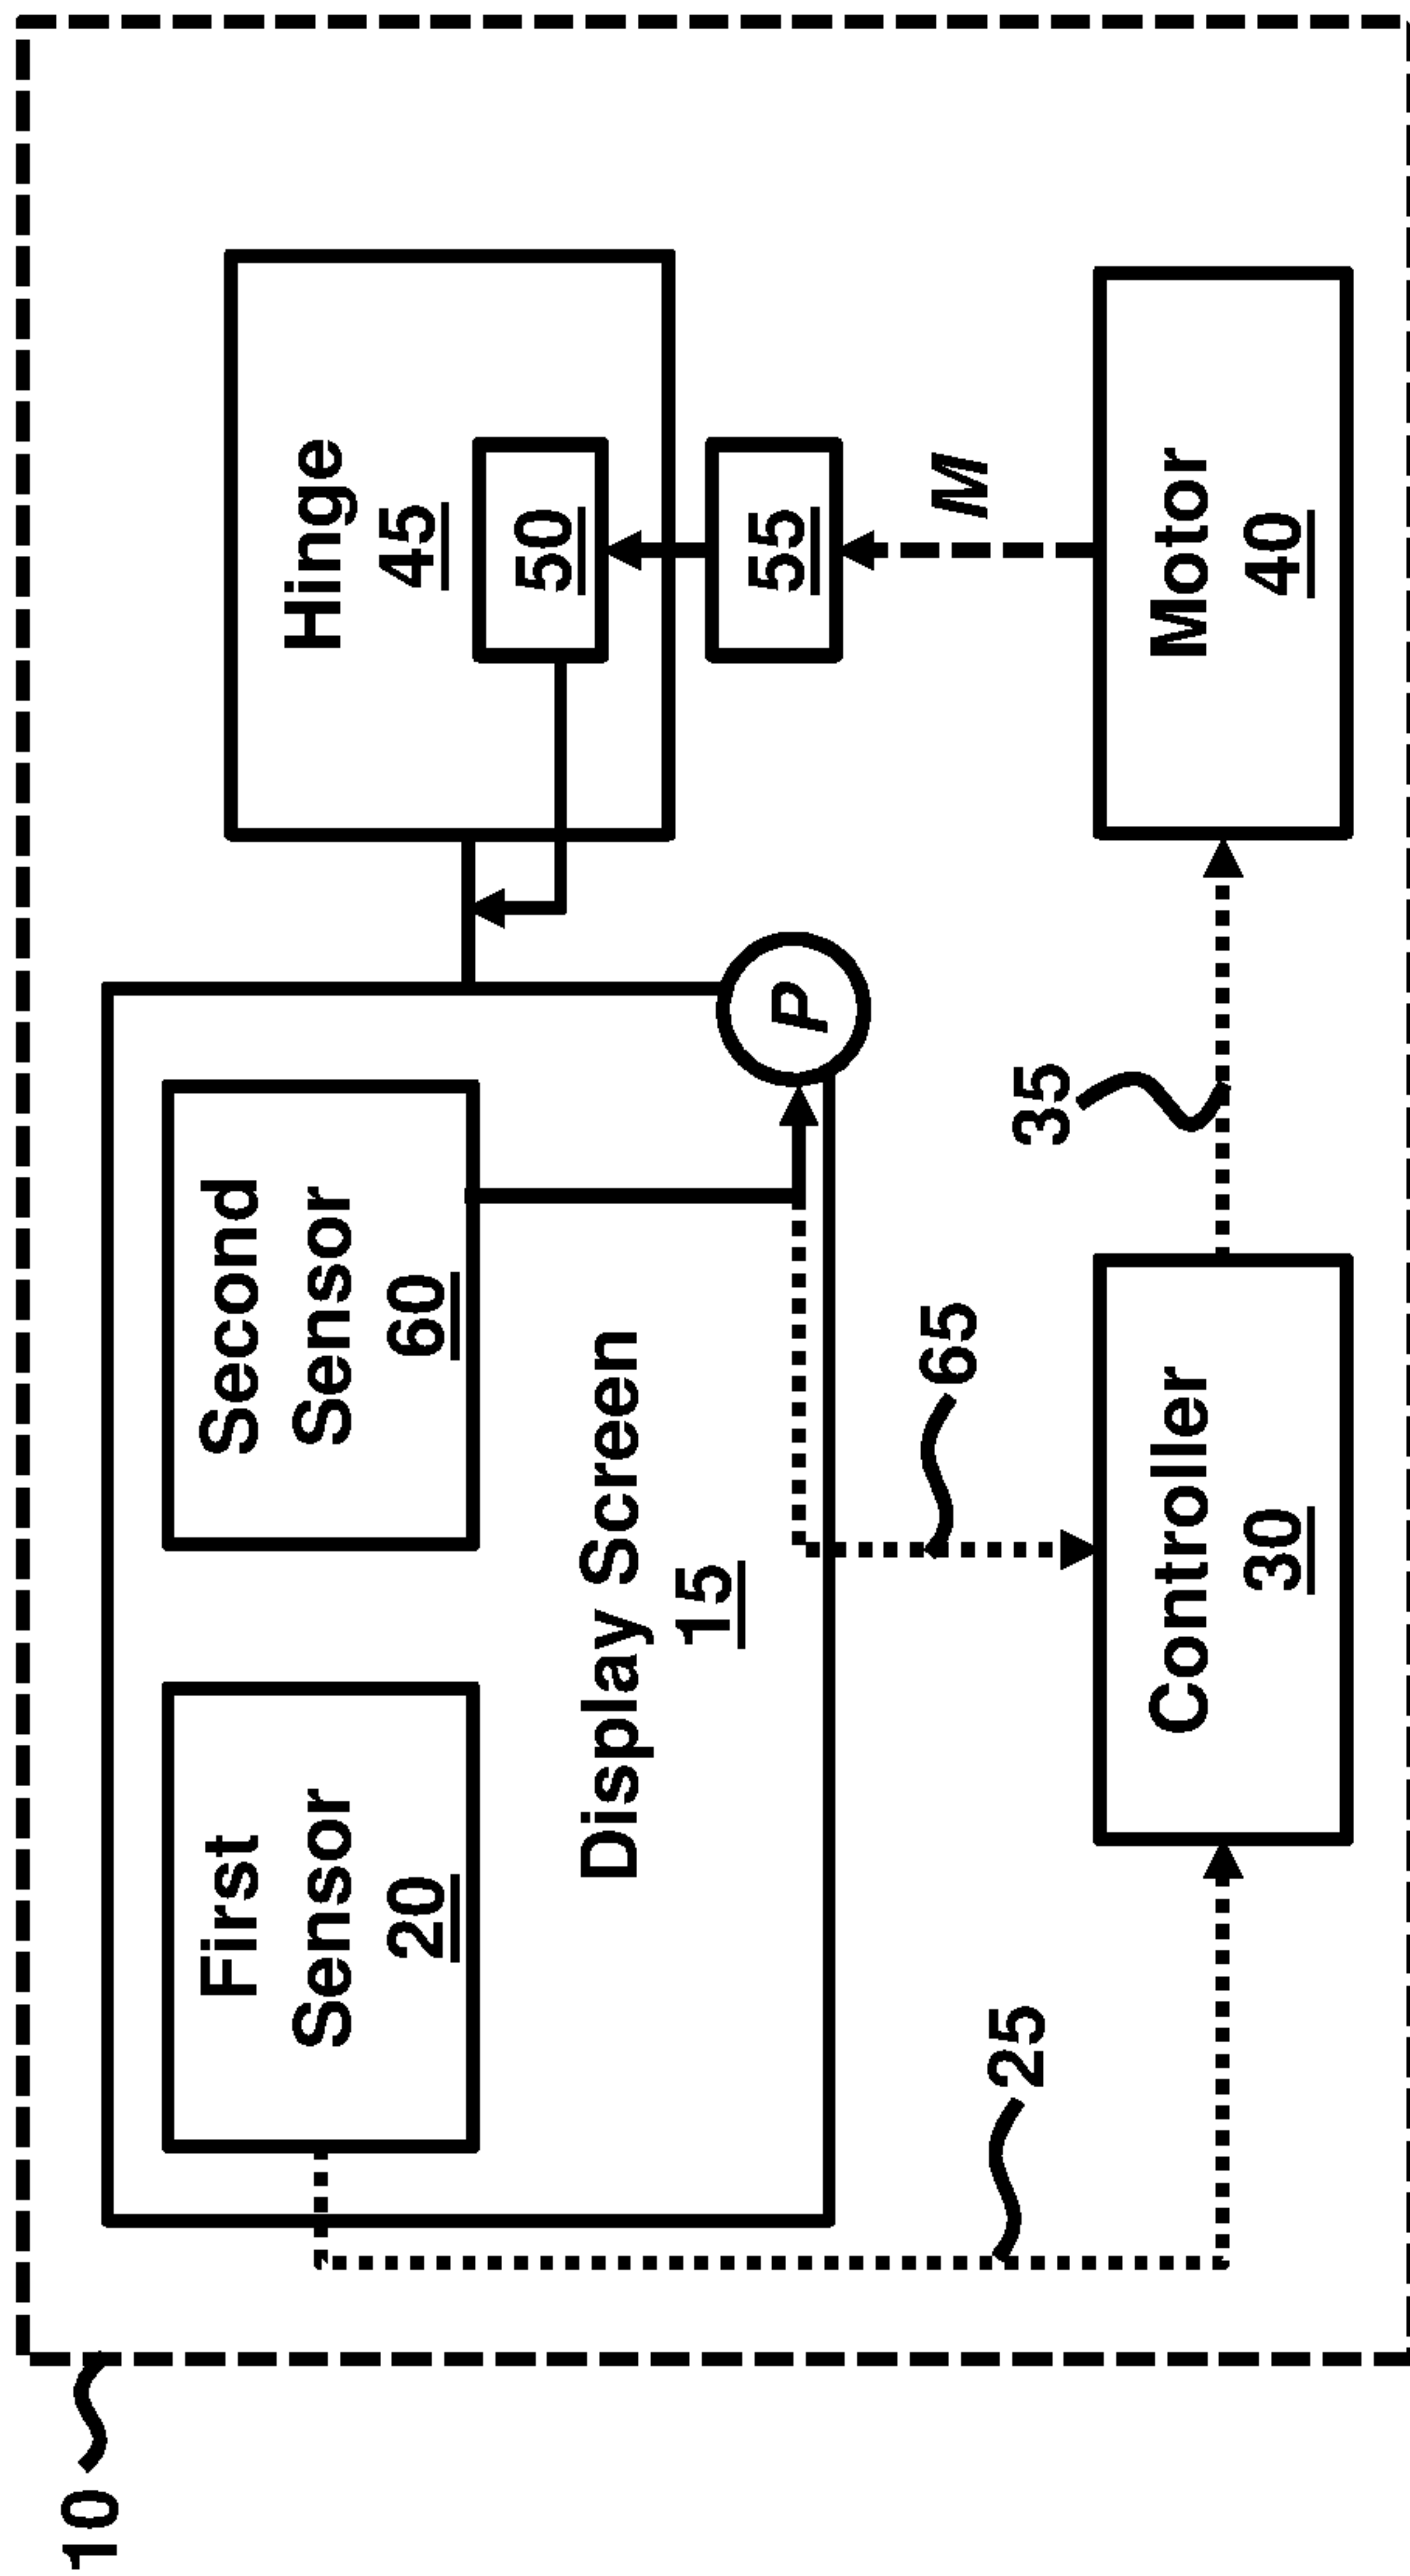 10
First
Sensor
20
Second
Sensor
60
Display Screen
15
P
Hinge
45
50
55
M
25
65
35
Controller
30
Motor
40